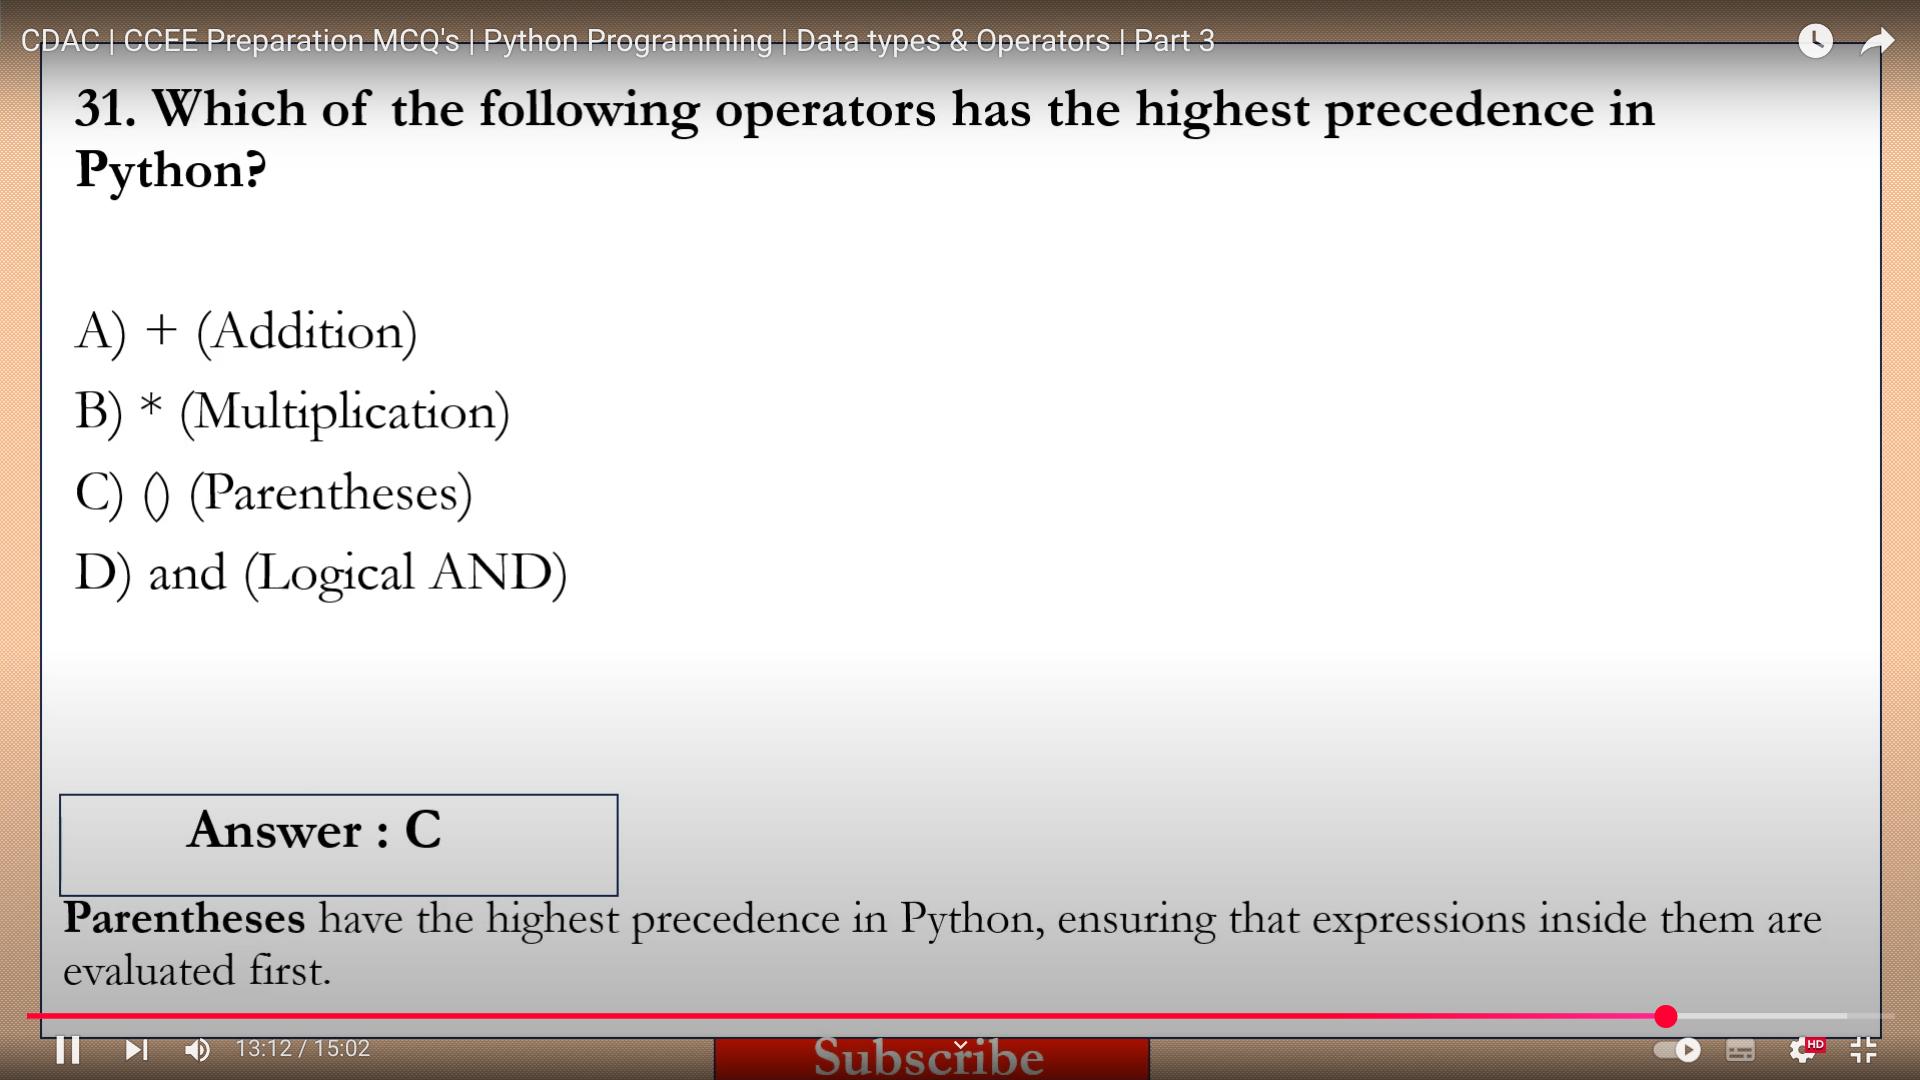 CDAC | CCEE Preparation MCQ's | Python Programming | Data types & Operators | Part 3
31. Which of the following operators has the highest precedence in
Python?
A) + (Addition)
B) * (Multiplication)
C) () (Parentheses)
D) and (Logical AND)
Answer : C
Parentheses have the highest precedence in Python, ensuring that expressions inside them are
evaluated first.
13:12 / 15:02
Subscribe
HD